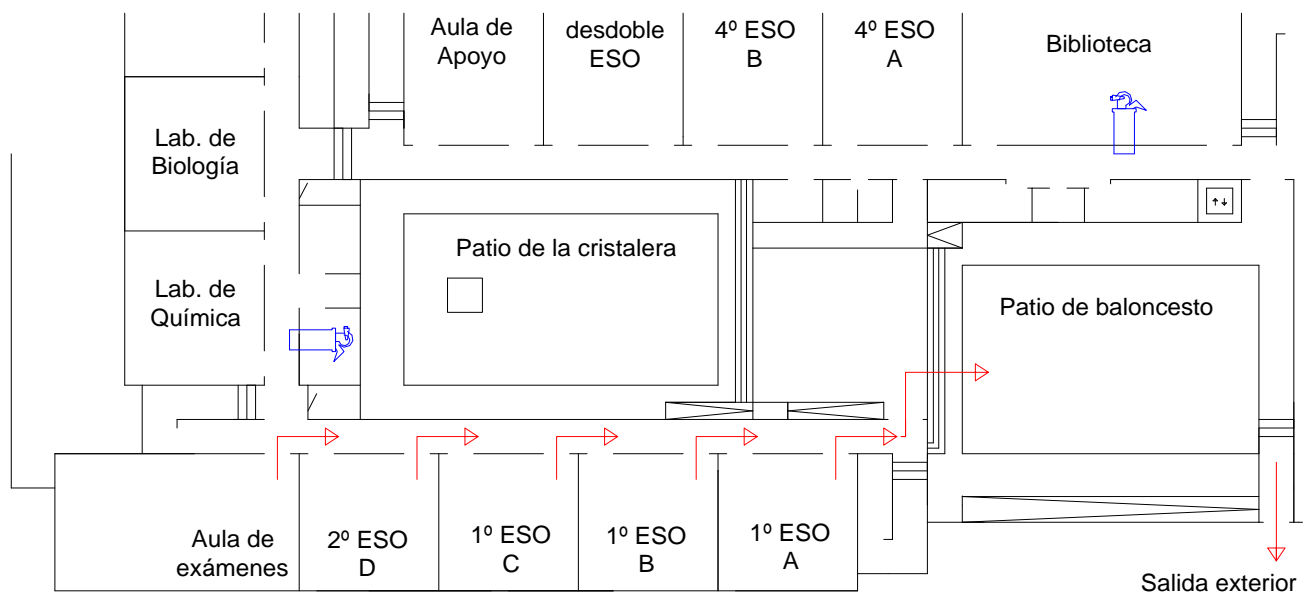 Aula de
Apoyo
desdoble
ESO
4º ESO
B
4º ESO
A
Biblioteca
Lab. de
Biología
Lab. de
Química
Patio de la cristalera
Patio de baloncesto
Aula de
exámenes
2º ESO
D
1º ESO
C
1º ESO
B
1º ESO
A
Salida exterior